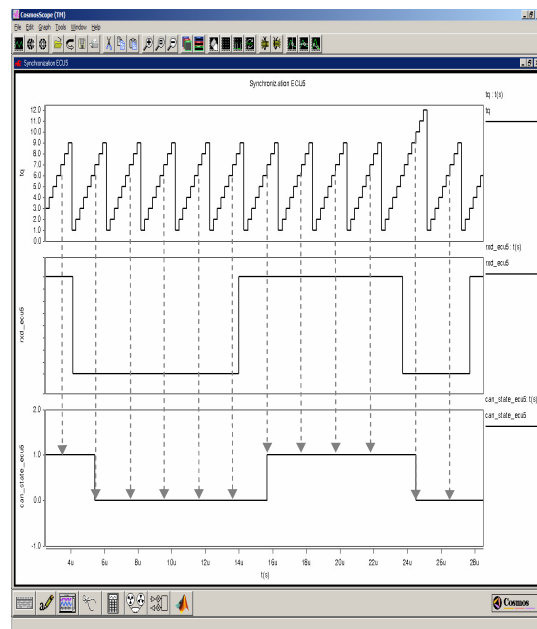 CosmosScope (TM)
File Edit Graph Tools Window Help
Synchronization ECU5
Synchronization ECU5
tq : t(s)
tq
12.0
11.0
10.0
9.0
8.0
7.0
6.0
5.0
4.0
3.0
2.0
1.0
0.0
tq
rxd_ecu5 : t(s)
rxd_ecu5
rxd_ecu5
can_state_ecu5: t(s)
can_state_ecu5
2.0
1.0
0.0
-1.0
can_state_ecu5
4u 6u 8u 10u 12u 14u 16u 18u 20u 22u 24u 26u 28u
t(s)
Cosmos